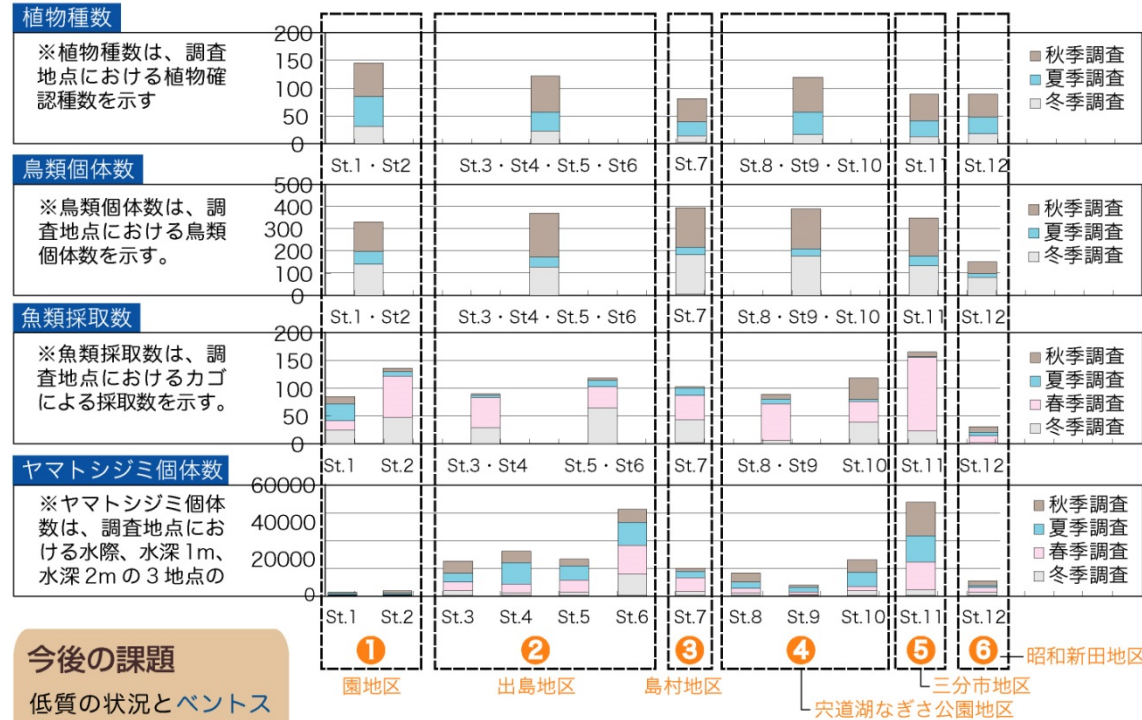 植物種数
※植物種数は、調査
地点における植物確
認種数を示す
200
150
100
50
0
秋季調査
夏季調査
冬季調査
St.1・St2
St.3・St4・St.5・St6
St.7
St.8・St9・St.10
St.11
St.12
鳥類個体数
※鳥類個体数は、調
査地点における鳥類
個体数を示す。
500
400
300
200
100
0
秋季調査
夏季調査
冬季調査
St.1・St2
St.3・St4・St.5・St6
St.7
St.8・St9・St.10
St.11
St.12
魚類採取数
※魚類採取数は、調
査地点におけるカゴ
による採取数を示す。
200
150
100
50
0
秋季調査
夏季調査
春季調査
冬季調査
St.1
St.2
St.3・St4
St.5・St6
St.7
St.8・St9
St.10
St.11
St.12
ヤマトシジミ個体数
※ヤマトシジミ個体
数は、調査地点にお
ける水際、水深1m、
水深2mの3地点の
60000
40000
20000
0
秋季調査
夏季調査
春季調査
冬季調査
St.1
St.2
St.3
St.4
St.5
St.6
St.7
St.8
St.9
St.10
St.11
St.12
1
2
3
4
5
6
園地区
出島地区
島村地区
宍道湖なぎさ公園地区
三分市地区
昭和新田地区
今後の課題
低質の状況とベントス